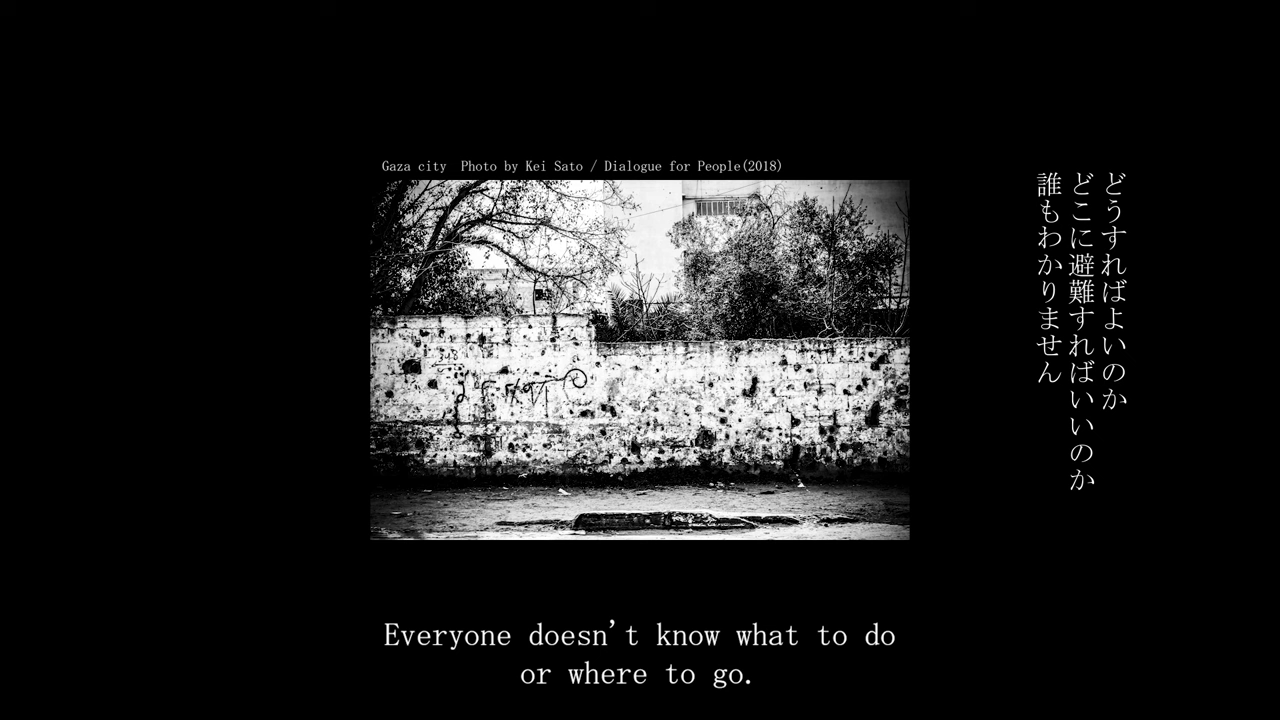 Gaza city  Photo by Kei Sato / Dialogue for People(2018)
どうすればよいのか
どこに避難すればいいのか
誰もわかりません
Everyone doesn't know what to do
or where to go.